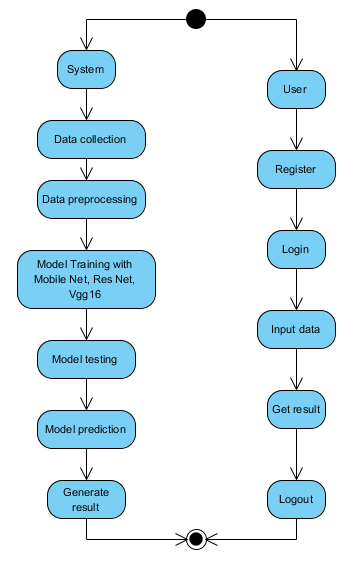 System
Data collection
Data preprocessing
Model Training with
Mobile Net, Res Net,
Vgg16
Model testing
Model prediction
Generate
result
User
Register
Login
Input data
Get result
Logout